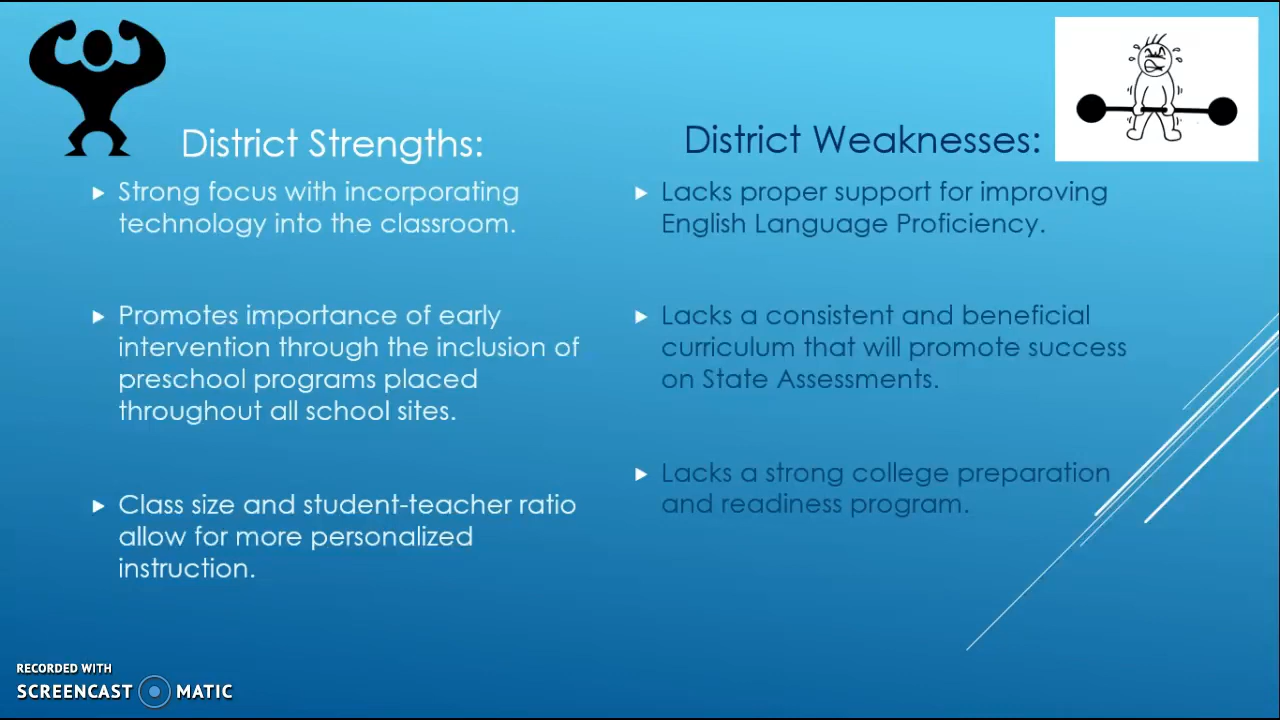 District Strengths:
Strong focus with incorporating
technology into the classroom.
Promotes importance of early
intervention through the inclusion of
preschool programs placed
throughout all school sites.
Class size and student-teacher ratio
allow for more personalized
instruction.
District Weaknesses:
Lacks proper support for improving
English Language Proficiency.
Lacks a consistent and beneficial
curriculum that will promote success
on State Assessments.
Lacks a strong college preparation
and readiness program.
RECORDED WITH
SCREENCAST MATIC